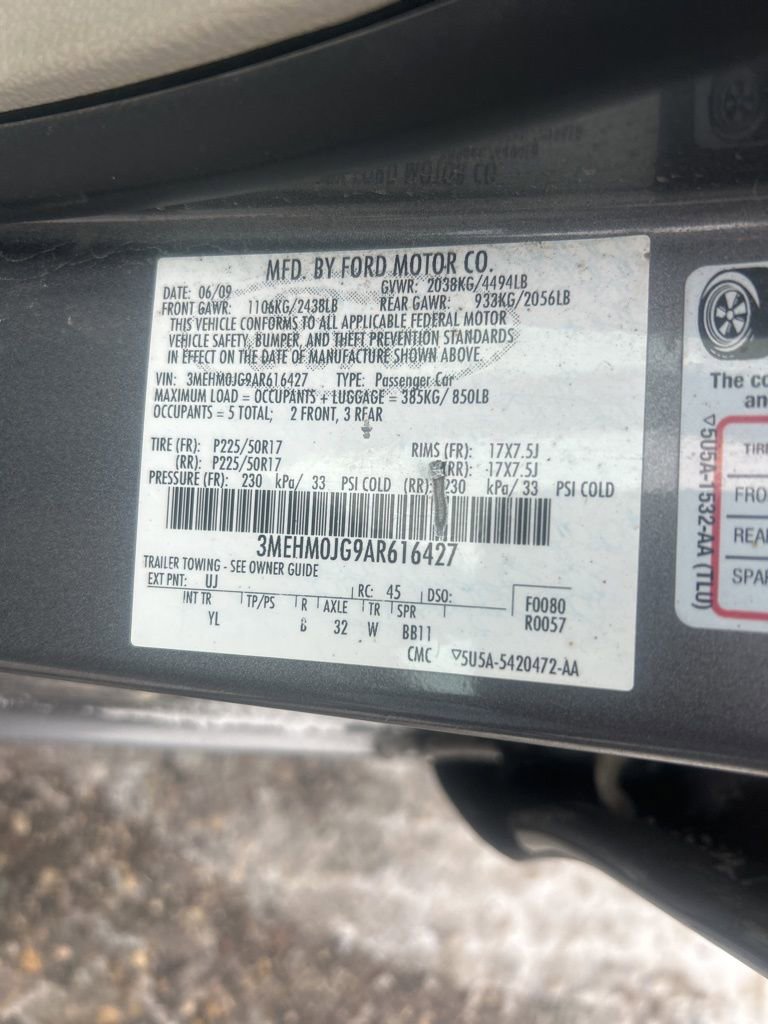 MFD. BY FORD MOTOR CO.
DATE: 06/09 GVWR: 2038KG/4494LB
FRONT GAWR: 1106KG/2438LB REAR GAWR: 933KG/2056LB
THIS VEHICLE CONFORMS TO ALL APPLICABLE FEDERAL MOTOR
VEHICLE SAFETY, BUMPER, AND THEFT PREVENTION STANDARDS
IN EFFECT ON THE DATE OF MANUFACTURE SHOWN ABOVE.
VIN: 3MEHM0JG9AR616427 TYPE: Passenger Car
MAXIMUM LOAD = OCCUPANTS + LUGGAGE = 385KG/ 850LB
OCCUPANTS = 5 TOTAL; 2 FRONT, 3 REAR
TIRE (FR): P225/50R17 RIMS (FR): 17X7.5J
(RR): P225/50R17 (RR): 17X7.5J
PRESSURE (FR): 230 kPa/ 33 PSI COLD (RR): 230 kPa/ 33 PSI COLD
3MEHM0JG9AR616427
TRAILER TOWING - SEE OWNER GUIDE
EXT PNT: UJ RC: 45 DSO: F0080
INT TR TP/PS R AXLE TR SPR R0057
YL 32 W BB11
CMC ▽5U5A-5420472-AA
The co
an
▽5U5A-1532-AA (TLU)
TIRE
FRO
REA
SPA